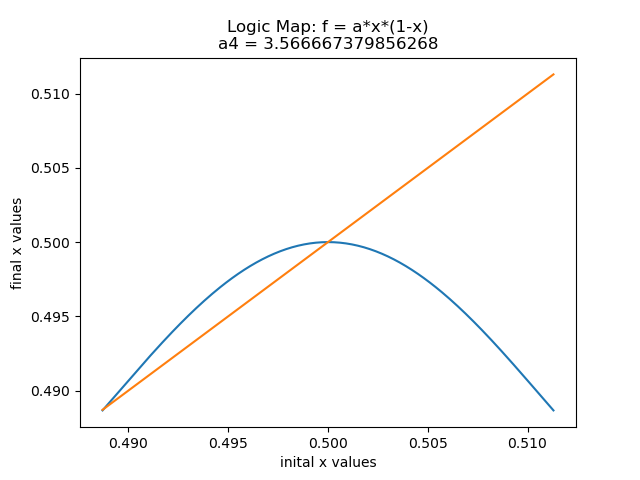 Logic Map: f = a*x*(1-x)
a4 = 3.566667379856268
0.510
0.505
0.500
0.495
0.490
final x values
0.490
0.495
0.500
0.505
0.510
inital x values